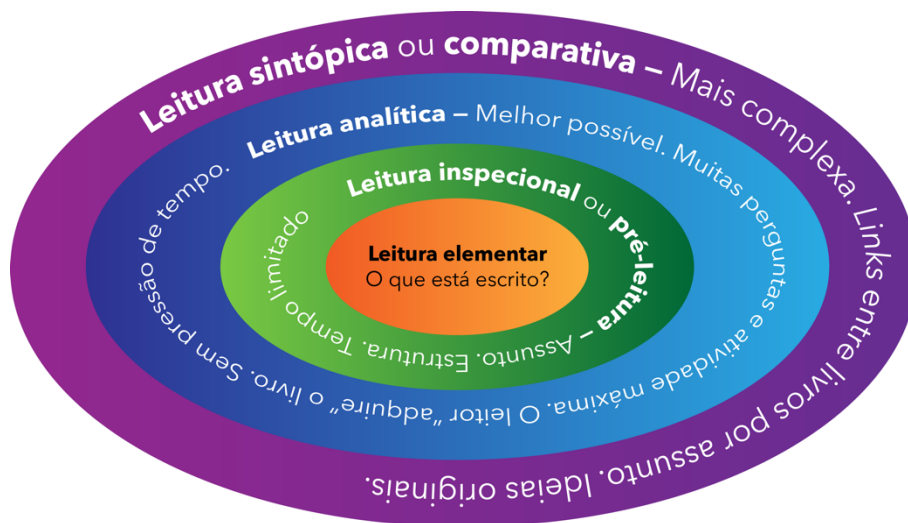 Leitura sintópica ou comparativa – Mais complexa. Links entre livros por assunto. Ideias originais.
Leitura analítica – Melhor possível. Muitas perguntas e atividade máxima. O leitor “adquire” o livro. Sem pressão de tempo.
Leitura inspecional ou pré-leitura – Assunto. Estrutura. Tempo limitado
Leitura elementar
O que está escrito?